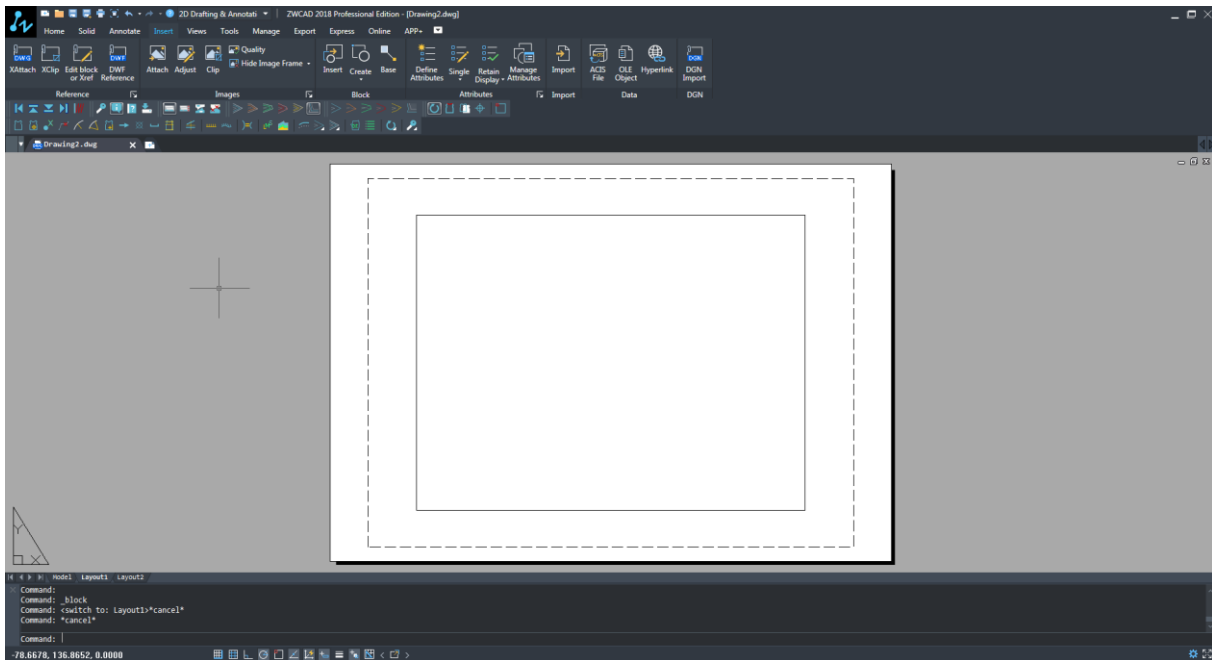 2D Drafting & Annotati ZWCAD 2018 Professional Edition - [Drawing2.dwg]
Home Solid Annotate Insert Views Tools Manage Export Express Online APP+
XAttach XClip Edit block or Xref DWF Reference Attach Adjust Clip Quality Hide Image Frame Insert Create Base Define Attributes Single Retain Display Manage Attributes Import ACIS File OLE Object Hyperlink DGN Import
Reference Images Block Attributes Import Data DGN
Drawing2.dwg
Y
X
Model Layout1 Layout2
Command:
Command: _block
Command: <switch to: Layout1>*cancel*
Command: *cancel*
Command:
-78.6678, 136.8652, 0.0000